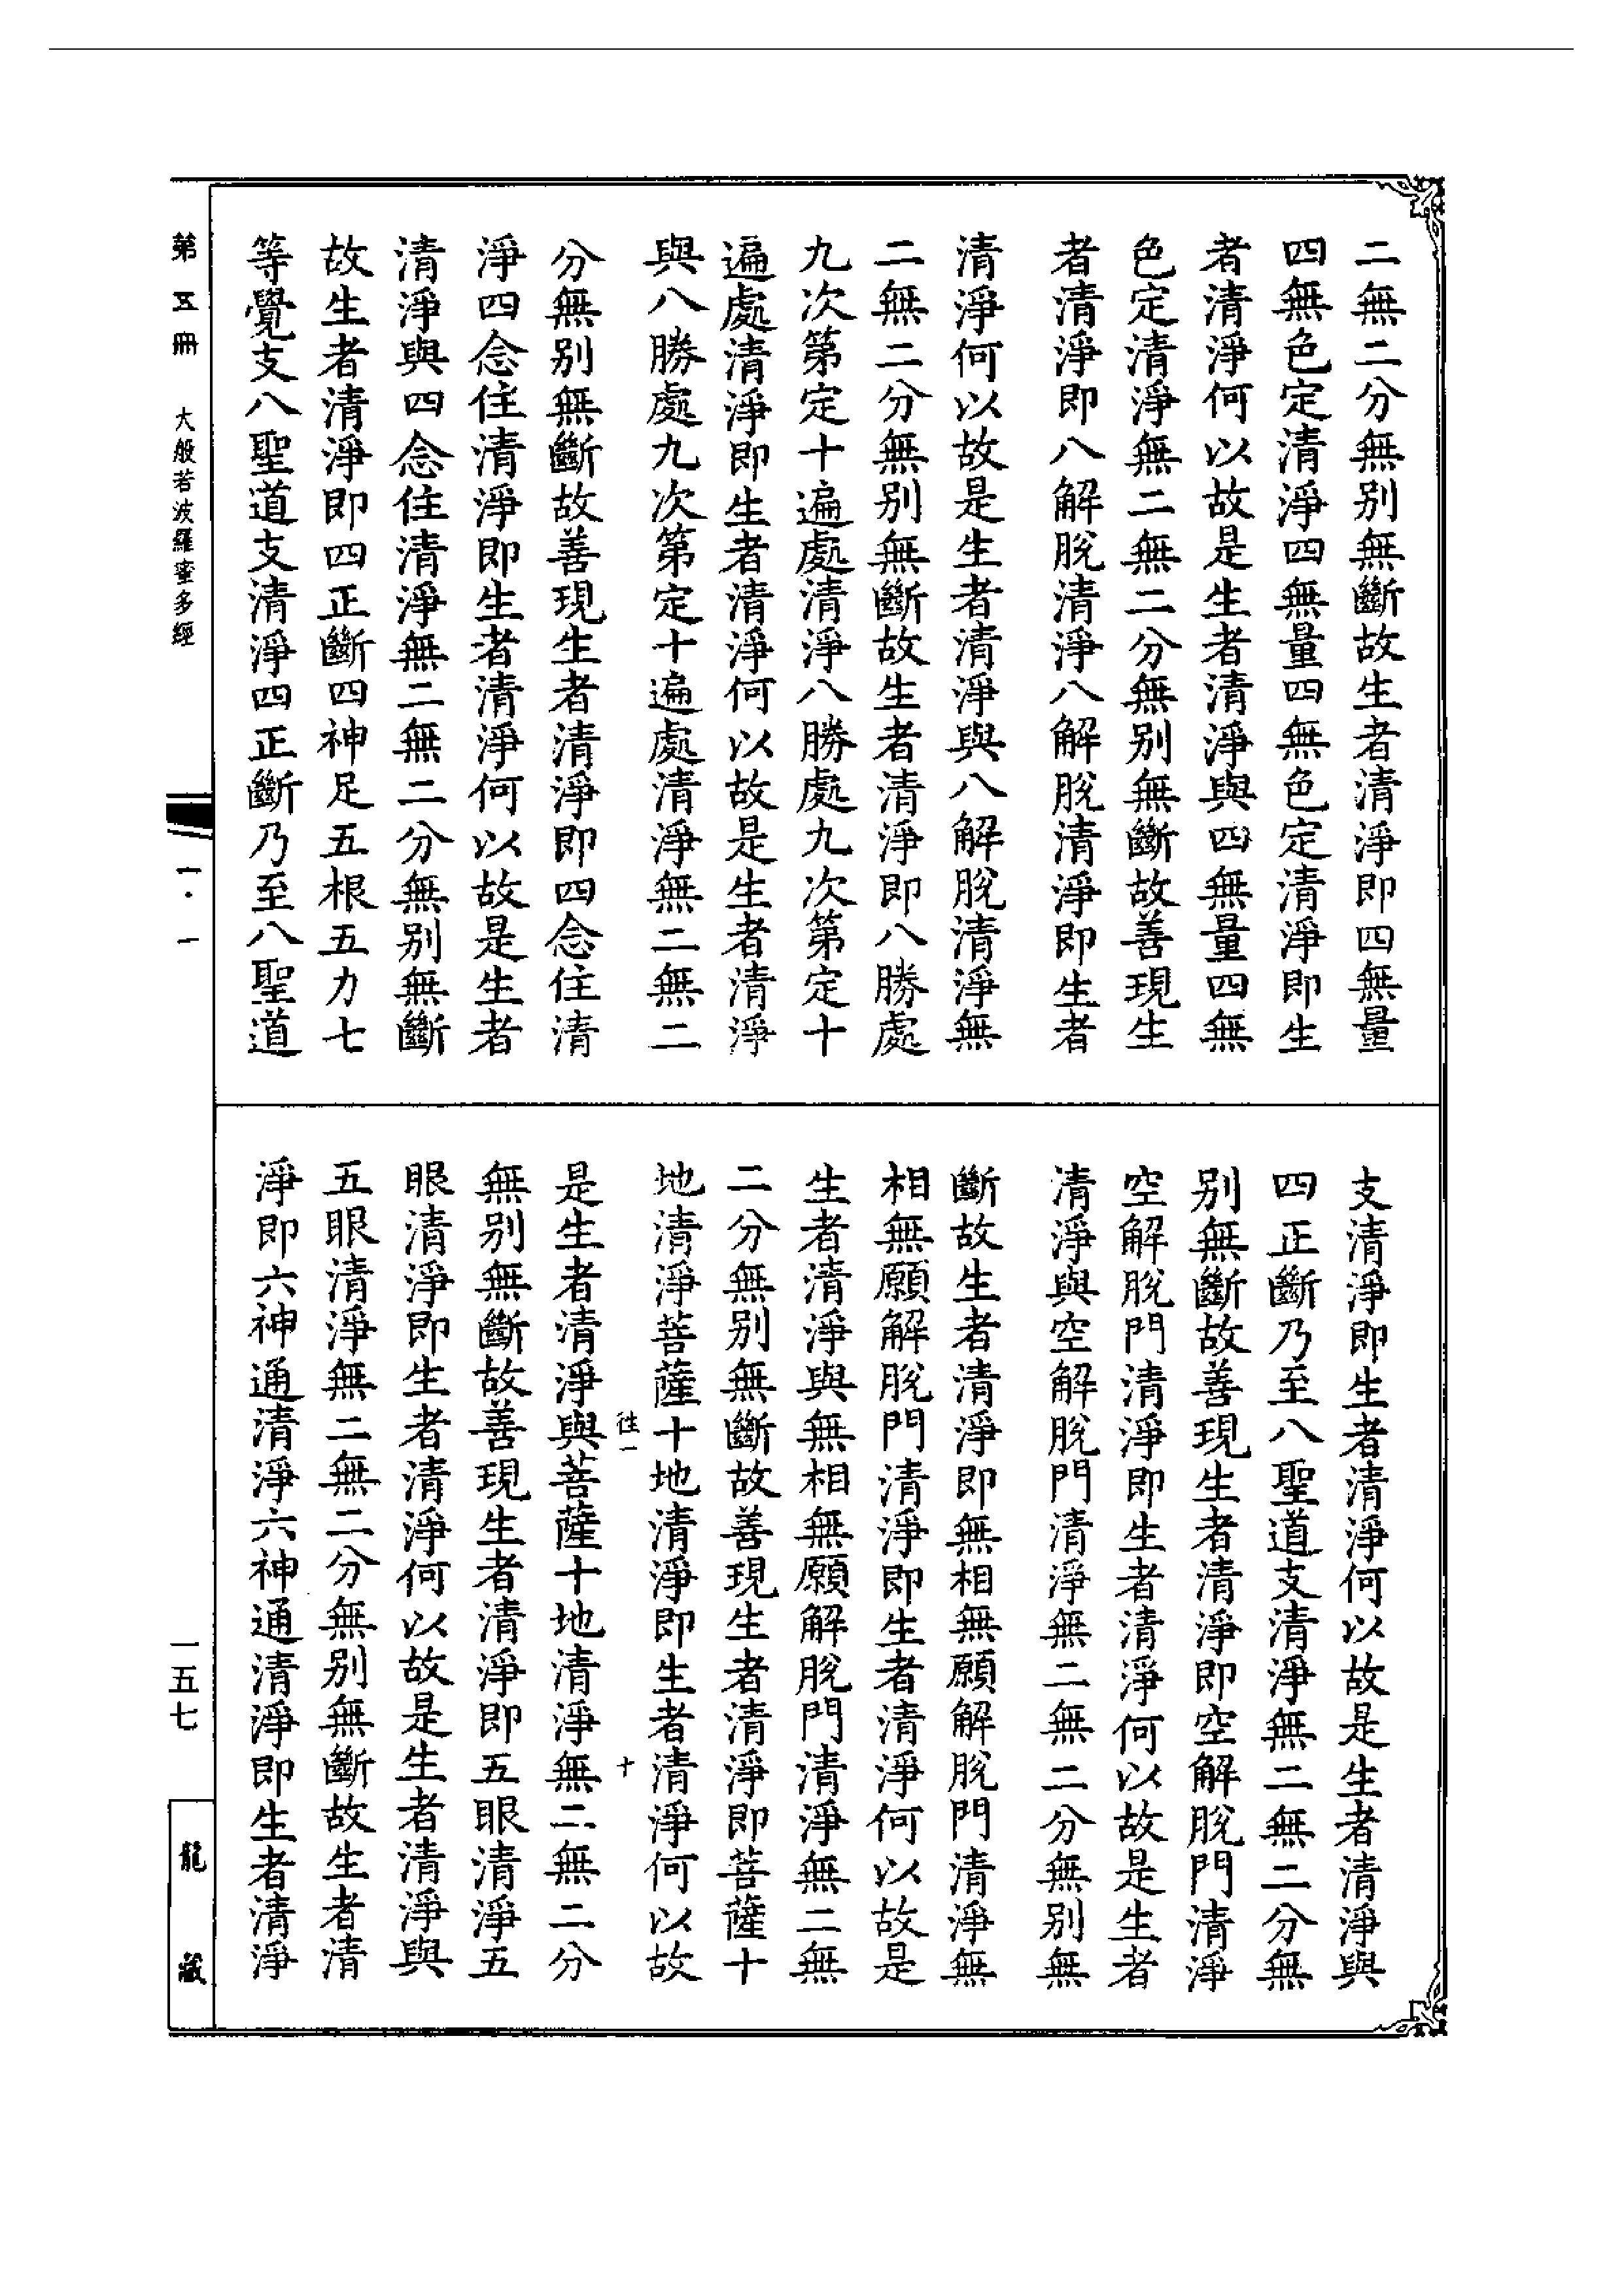 二無二分無別無斷故生者清淨即四無量
四無色定清淨四無量四無色定清淨即生
者清淨何以故是生者清淨與四無量四無
色定清淨無二無二分無別無斷故善現生
者清淨即八解脫清淨八解脫清淨即生者
清淨何以故是生者清淨與八解脫清淨無
二無二分無別無斷故生者清淨即八勝處
九次第定十遍處清淨八勝處九次第定十
遍處清淨即生者清淨何以故是生者清淨
與八勝處九次第定十遍處清淨無二無二
分無別無斷故善現生者清淨即四念住清
淨四念住清淨即生者清淨何以故是生者
清淨與四念住清淨無二無二分無別無斷
故生者清淨即四正斷四神足五根五力七
等覺支八聖道支清淨四正斷乃至八聖道
支清淨即生者清淨何以故是生者清淨與
四正斷乃至八聖道支清淨無二無二分無
別無斷故善現生者清淨即空解脫門清淨
空解脫門清淨即生者清淨何以故是生者
清淨與空解脫門清淨無二無二分無別無
斷故生者清淨即無相無願解脫門清淨無
相無願解脫門清淨即生者清淨何以故是
生者清淨與無相無願解脫門清淨無二無
二分無別無斷故善現生者清淨即菩薩十
地清淨菩薩十地清淨即生者清淨何以故
徃一 十
是生者清淨與菩薩十地清淨無二無二分
無別無斷故善現生者清淨即五眼清淨五
眼清淨即生者清淨何以故是生者清淨與
五眼清淨無二無二分無別無斷故生者清
淨即六神通清淨六神通清淨即生者清淨
第五冊 大般若波羅蜜多經 一·一 一五七 龍藏